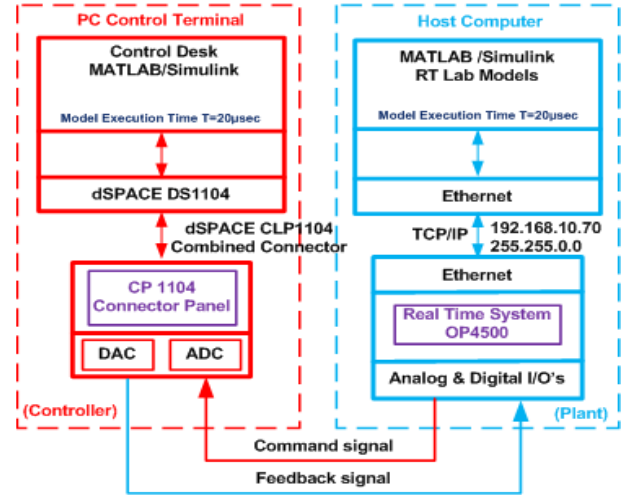 PC Control Terminal
Control Desk
MATLAB/Simulink
Model Execution Time T=20µsec
dSPACE DS1104
dSPACE CLP1104
Combined Connector
CP 1104
Connector Panel
DAC
ADC
(Controller)
Host Computer
MATLAB /Simulink
RT Lab Models
Model Execution Time T=20µsec
Ethernet
TCP/IP
192.168.10.70
255.255.0.0
Ethernet
Real Time System
OP4500
Analog & Digital I/O's
(Plant)
Command signal
Feedback signal